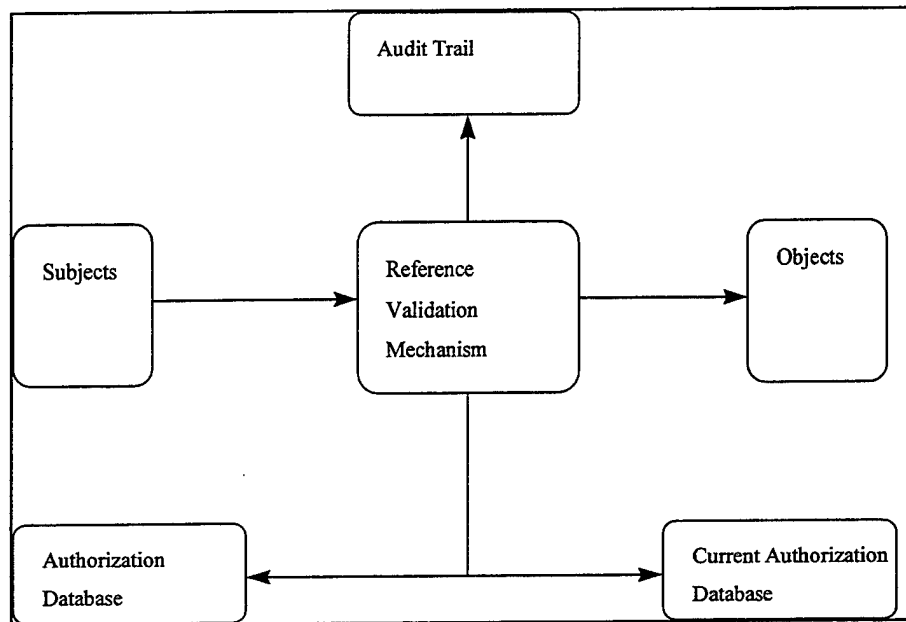 Audit Trail
Subjects
Reference
Validation
Mechanism
Objects
Authorization
Database
Current Authorization
Database